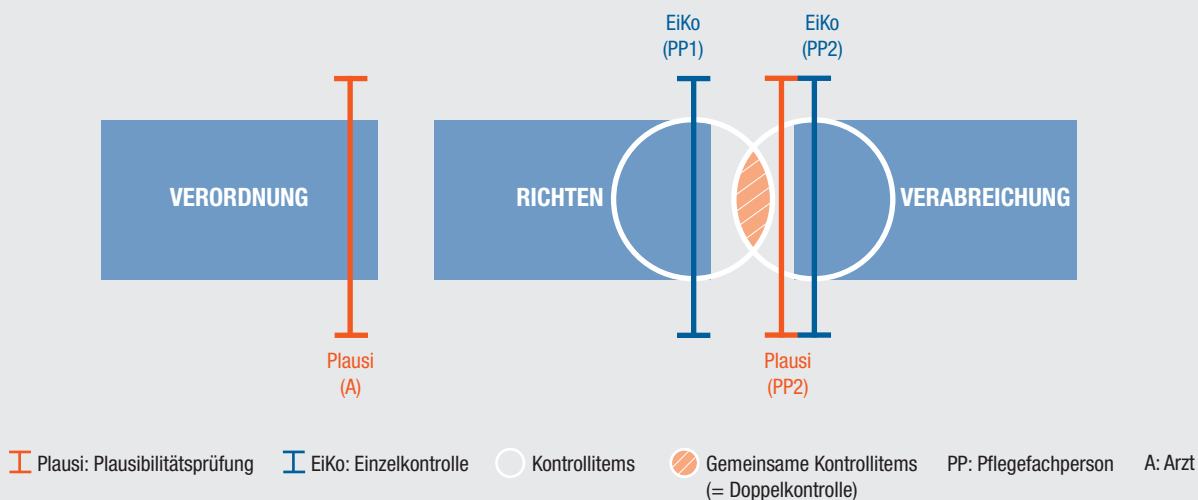 EiKo
(PP1)
EiKo
(PP2)
VERORDNUNG
RICHTEN
VERABREICHUNG
Plausi
(A)
Plausi
(PP2)
Plausi: Plausibilitätsprüfung
EiKo: Einzelkontrolle
Kontrollitems
Gemeinsame Kontrollitems
(= Doppelkontrolle)
PP: Pflegefachperson
A: Arzt